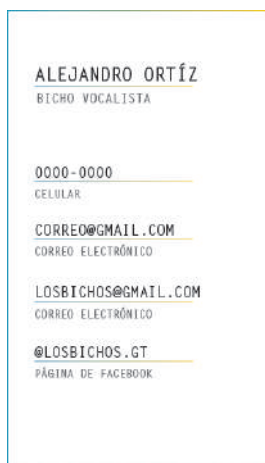 ALEJANDRO ORTÍZ
BICHO VOCALISTA
0000-0000
CELULAR
CORREO@GMAIL.COM
CORREO ELECTRÓNICO
LOSBICHOS@GMAIL.COM
CORREO ELECTRÓNICO
@LOSBICHOS.GT
PÁGINA DE FACEBOOK